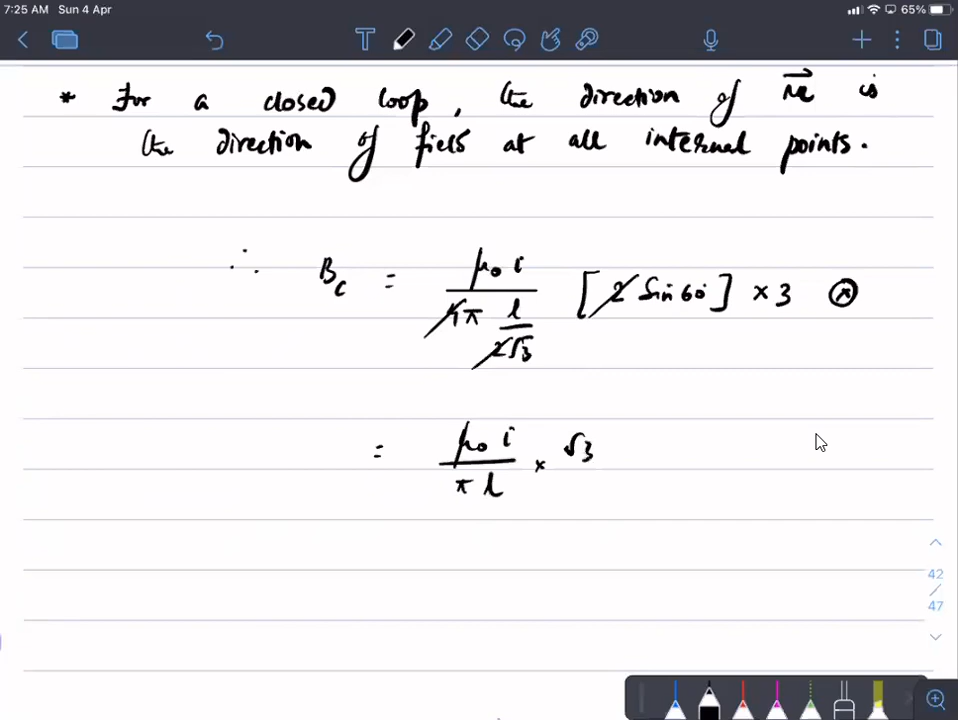 7:25 AM Sun 4 Apr
65%
T
* For a closed loop, the direction of m⃗ is
the direction of field at all internal points.
∴ Bc = μ₀ i / (4π l/(2√3)) [2 sin 60] × 3 ⊗
= μ₀ i / (π l) × √3
42
/
47